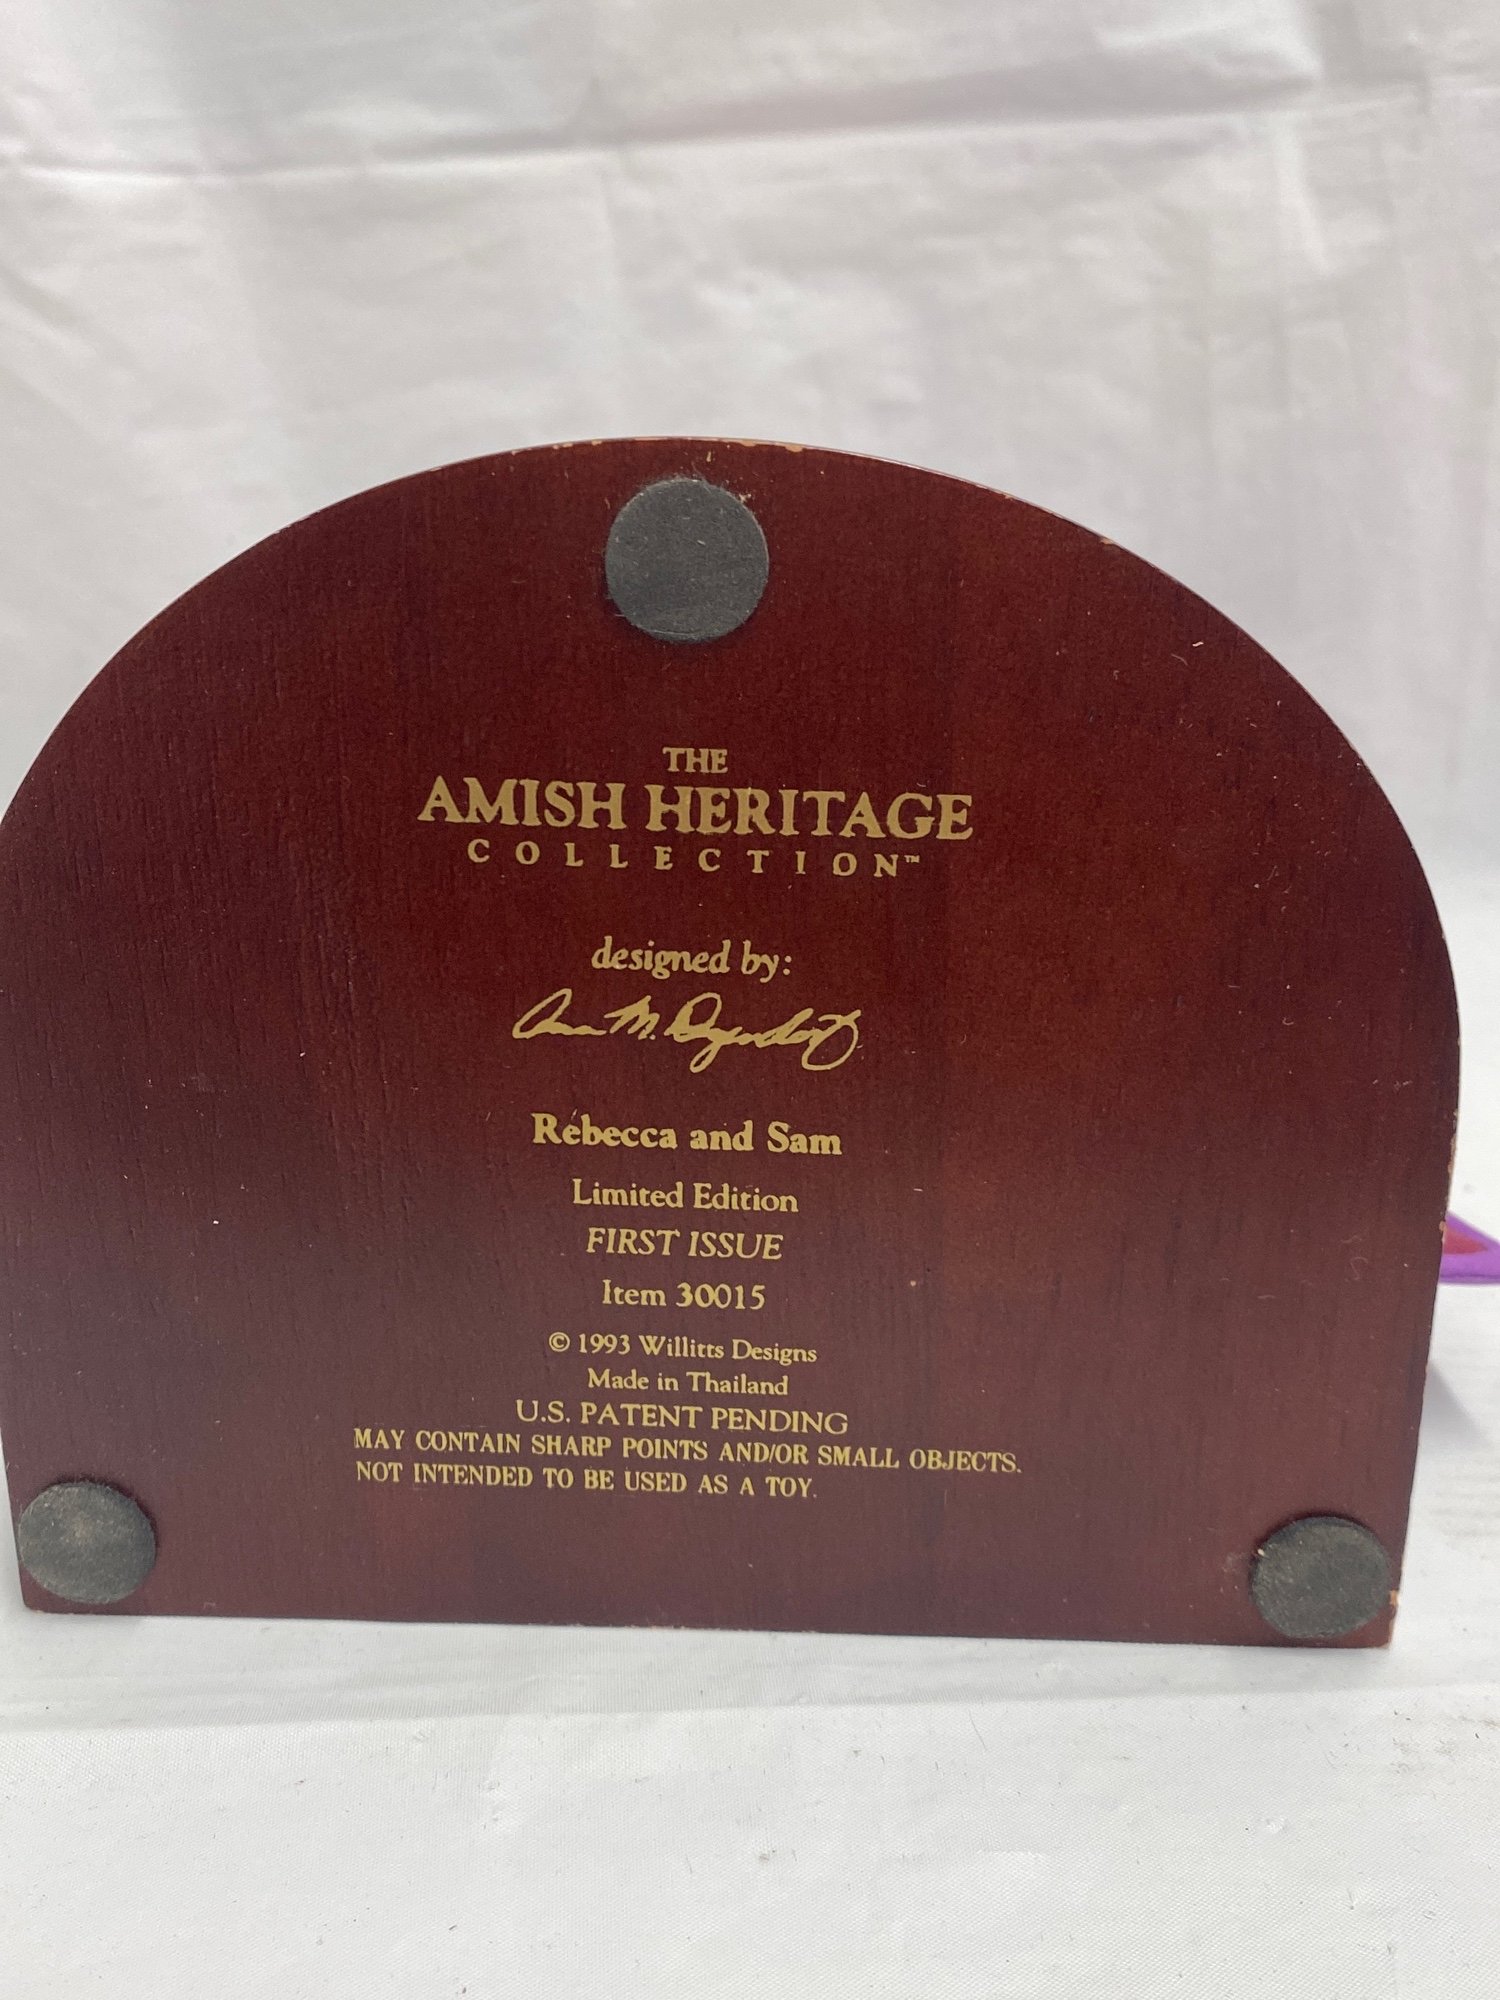 THE
AMISH HERITAGE
COLLECTION™
designed by:
Ann M.
Rebecca and Sam
Limited Edition
FIRST ISSUE
Item 30015
© 1993 Willitts Designs
Made in Thailand
U.S. PATENT PENDING
MAY CONTAIN SHARP POINTS AND/OR SMALL OBJECTS.
NOT INTENDED TO BE USED AS A TOY.